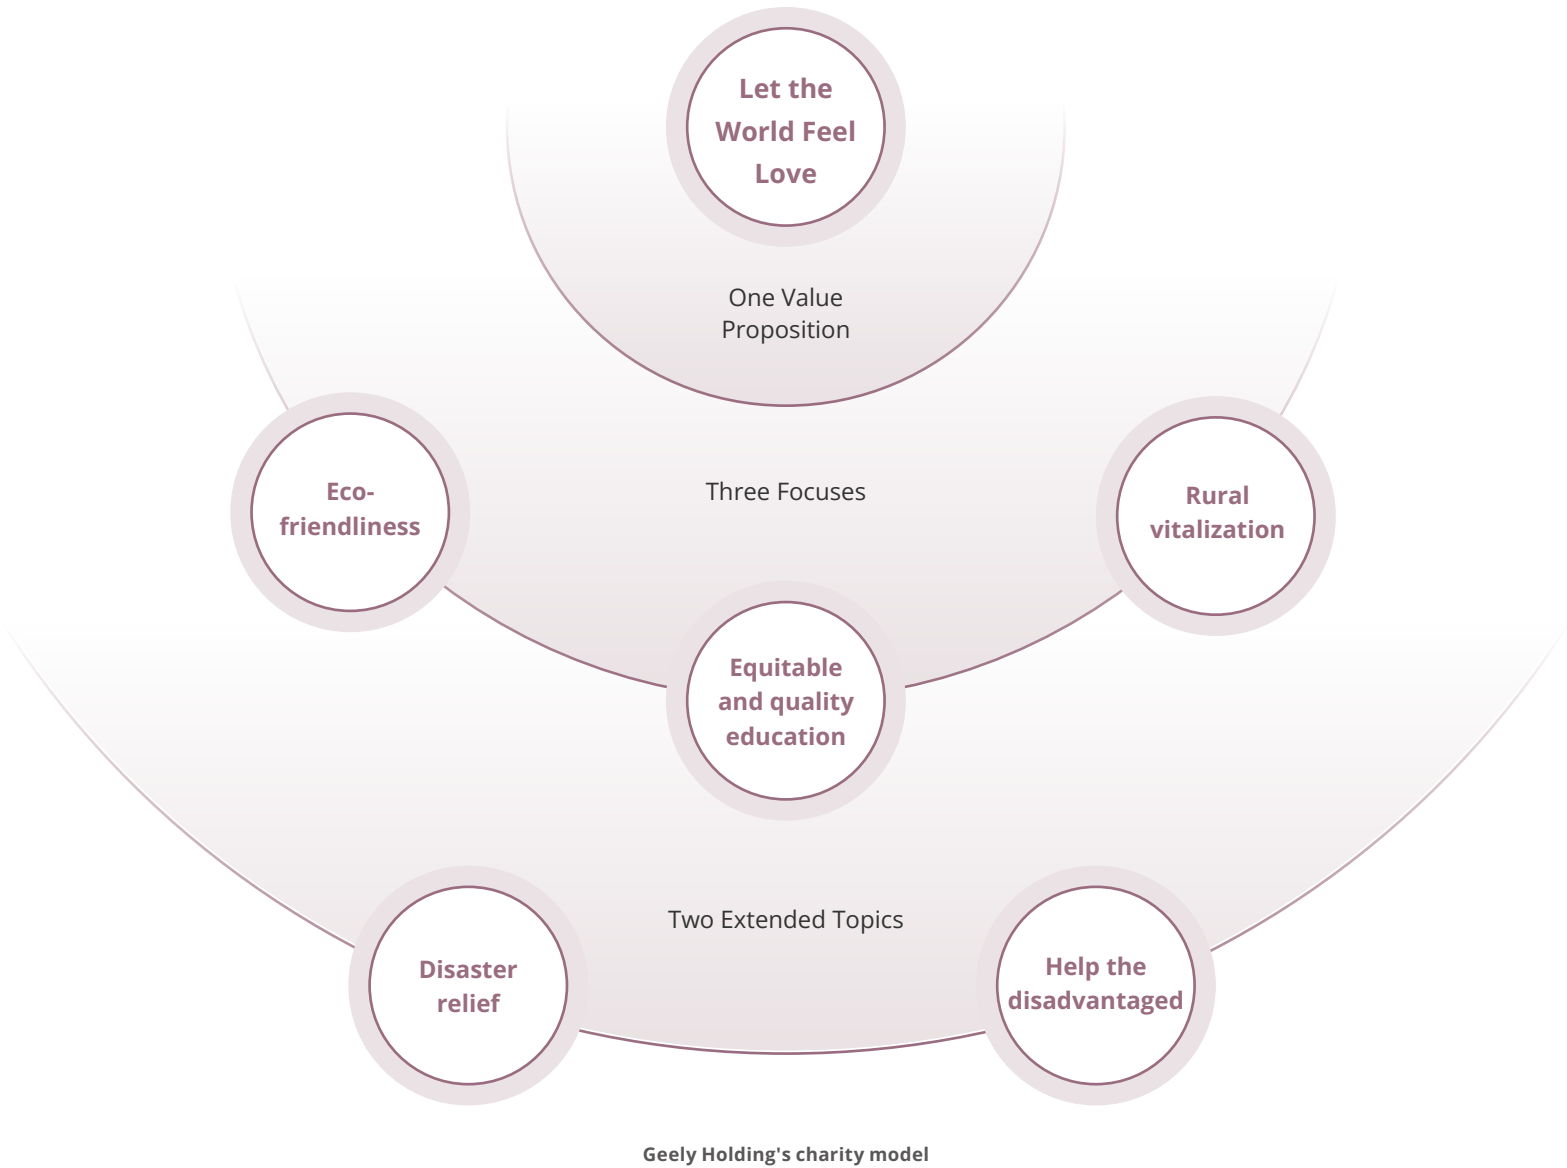 Let the
World Feel
Love
One Value
Proposition
Eco-
friendliness
Three Focuses
Rural
vitalization
Equitable
and quality
education
Two Extended Topics
Disaster
relief
Help the
disadvantaged
Geely Holding's charity model